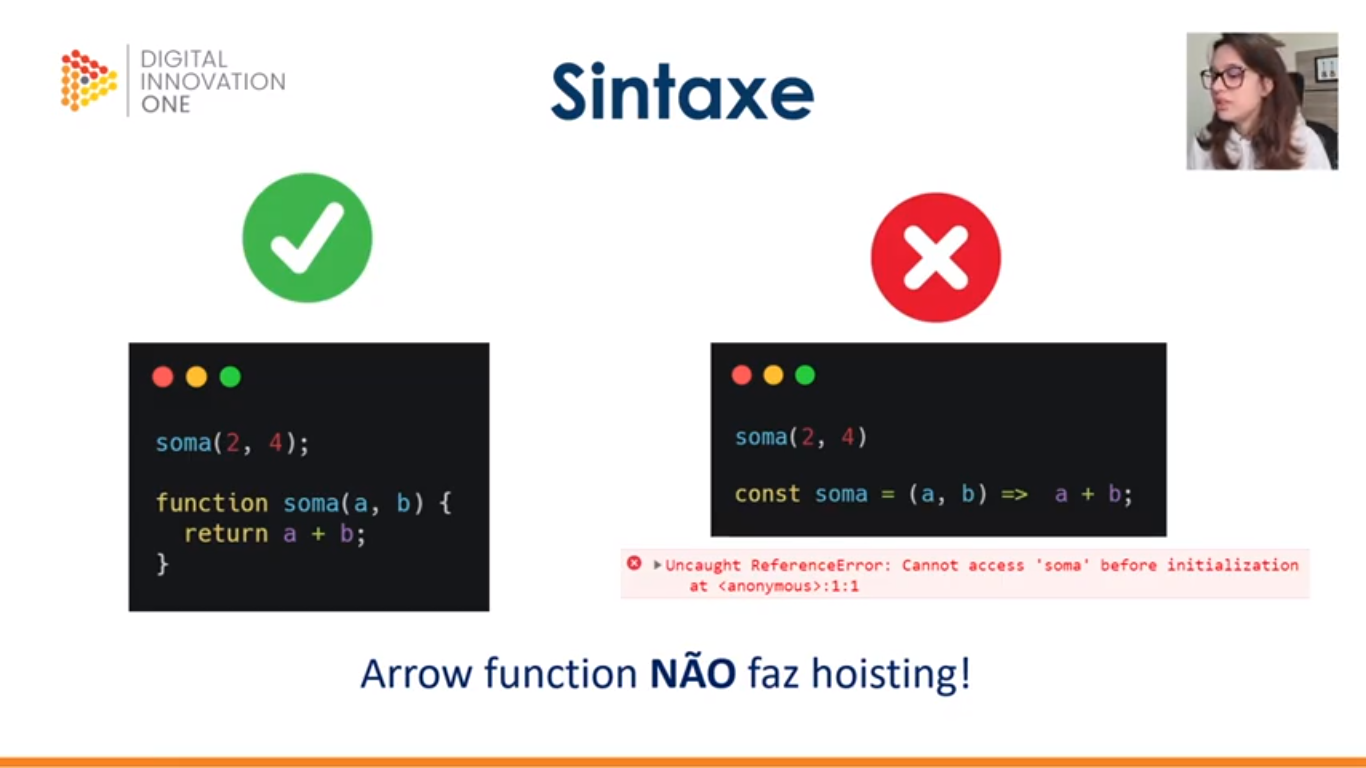 DIGITAL
INNOVATION
ONE
Sintaxe
soma(2, 4);
function soma(a, b) {
return a + b;
}
soma(2, 4)
const soma = (a, b) => a + b;
Uncaught ReferenceError: Cannot access 'soma' before initialization
at <anonymous>:1:1
Arrow function NÃO faz hoisting!